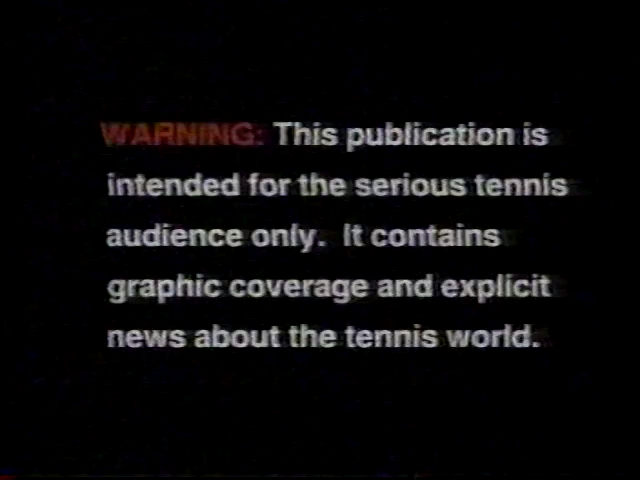 WARNING: This publication is
intended for the serious tennis
audience only. It contains
graphic coverage and explicit
news about the tennis world.